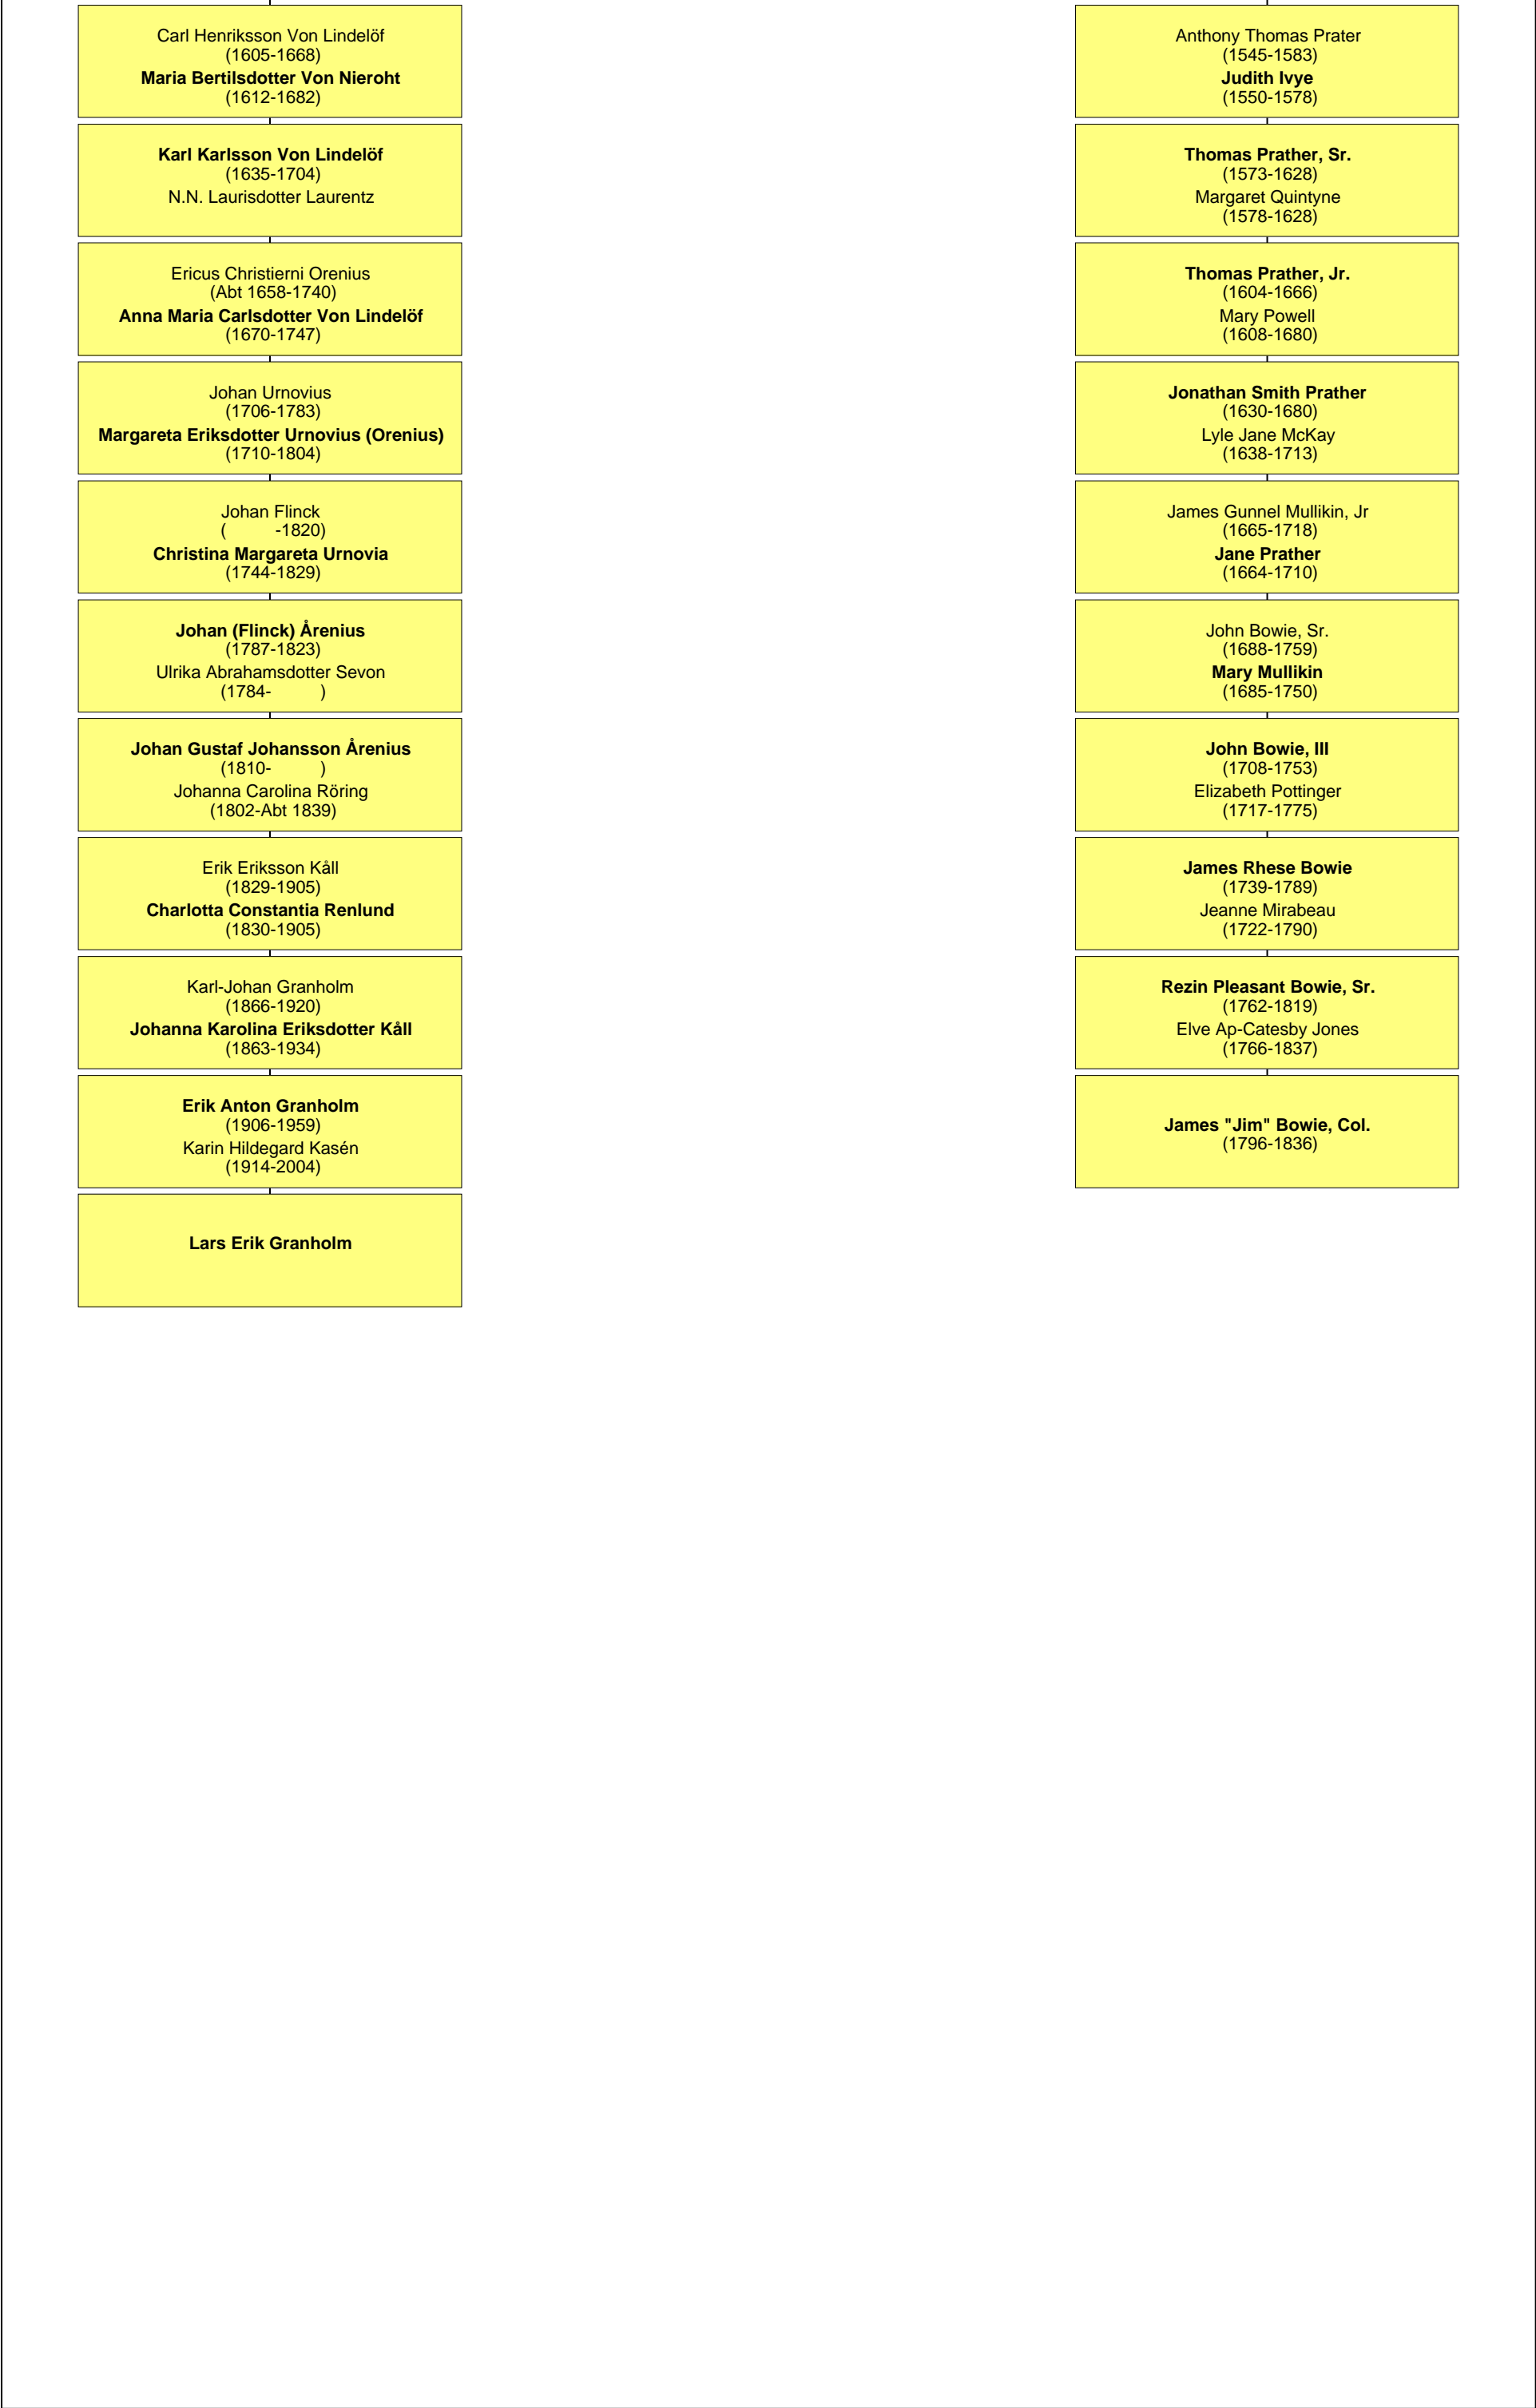 Carl Henriksson Von Lindelöf
(1605-1668)
Maria Bertilsdotter Von Nieroht
(1612-1682)
Karl Karlsson Von Lindelöf
(1635-1704)
N.N. Laurisdotter Laurentz
Ericus Christierni Orenius
(Abt 1658-1740)
Anna Maria Carlsdotter Von Lindelöf
(1670-1747)
Johan Urnovius
(1706-1783)
Margareta Eriksdotter Urnovius (Orenius)
(1710-1804)
Johan Flinck
( -1820)
Christina Margareta Urnovia
(1744-1829)
Johan (Flinck) Årenius
(1787-1823)
Ulrika Abrahamsdotter Sevon
(1784- )
Johan Gustaf Johansson Årenius
(1810- )
Johanna Carolina Röring
(1802-Abt 1839)
Erik Eriksson Kåll
(1829-1905)
Charlotta Constantia Renlund
(1830-1905)
Karl-Johan Granholm
(1866-1920)
Johanna Karolina Eriksdotter Kåll
(1863-1934)
Erik Anton Granholm
(1906-1959)
Karin Hildegard Kasén
(1914-2004)
Lars Erik Granholm
Anthony Thomas Prater
(1545-1583)
Judith Ivye
(1550-1578)
Thomas Prather, Sr.
(1573-1628)
Margaret Quintyne
(1578-1628)
Thomas Prather, Jr.
(1604-1666)
Mary Powell
(1608-1680)
Jonathan Smith Prather
(1630-1680)
Lyle Jane McKay
(1638-1713)
James Gunnel Mullikin, Jr
(1665-1718)
Jane Prather
(1664-1710)
John Bowie, Sr.
(1688-1759)
Mary Mullikin
(1685-1750)
John Bowie, III
(1708-1753)
Elizabeth Pottinger
(1717-1775)
James Rhese Bowie
(1739-1789)
Jeanne Mirabeau
(1722-1790)
Rezin Pleasant Bowie, Sr.
(1762-1819)
Elve Ap-Catesby Jones
(1766-1837)
James "Jim" Bowie, Col.
(1796-1836)